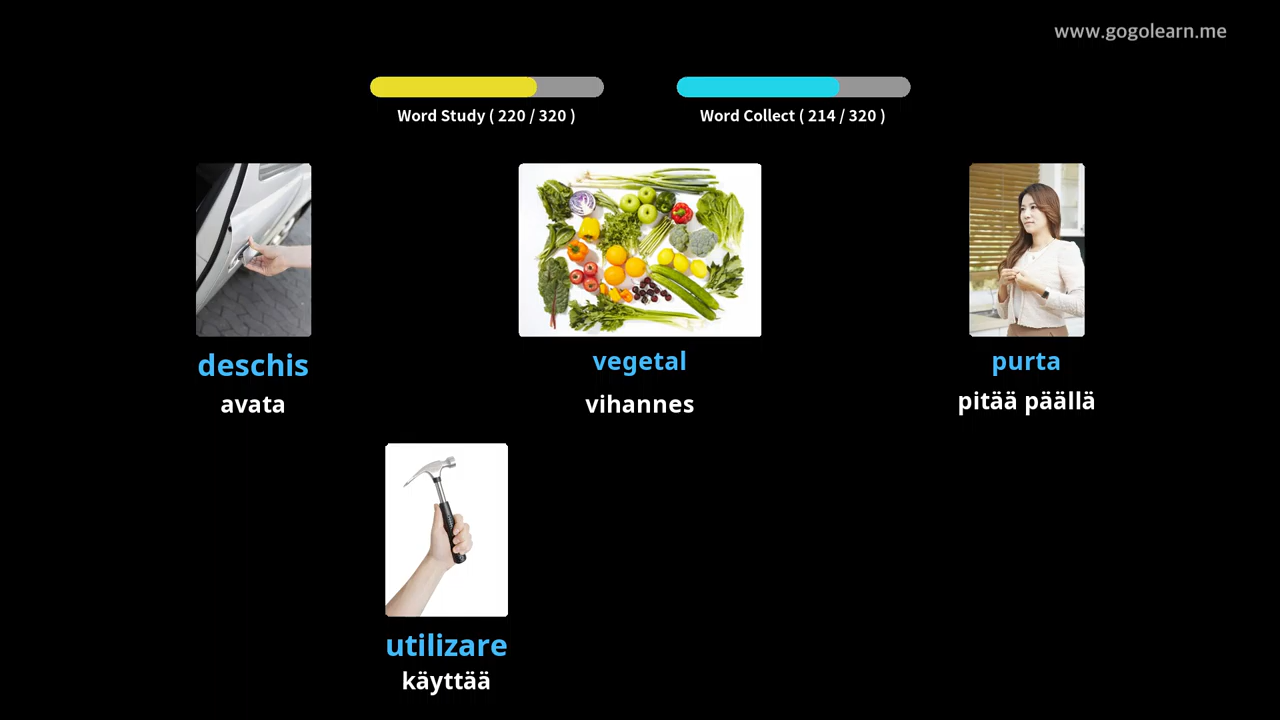 www.gogolearn.me
Word Study ( 220 / 320 )
Word Collect ( 214 / 320 )
deschis
avata
vegetal
vihannes
purta
pitää päällä
utilizare
käyttää